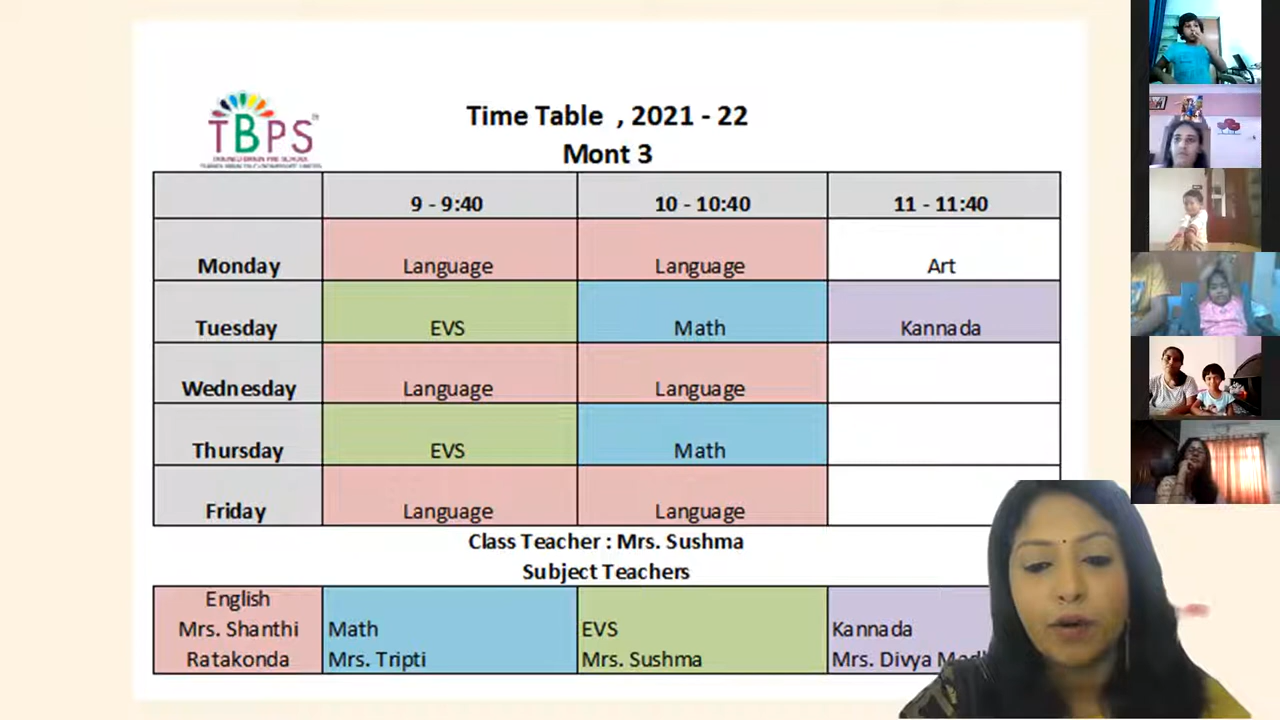 TBPS
Time Table , 2021 - 22
Mont 3
9 - 9:40 10 - 10:40 11 - 11:40
Monday Language Language Art
Tuesday EVS Math Kannada
Wednesday Language Language
Thursday EVS Math
Friday Language Language
Class Teacher : Mrs. Sushma
Subject Teachers
English
Mrs. Shanthi Math EVS Kannada
Ratakonda Mrs. Tripti Mrs. Sushma Mrs. Divya